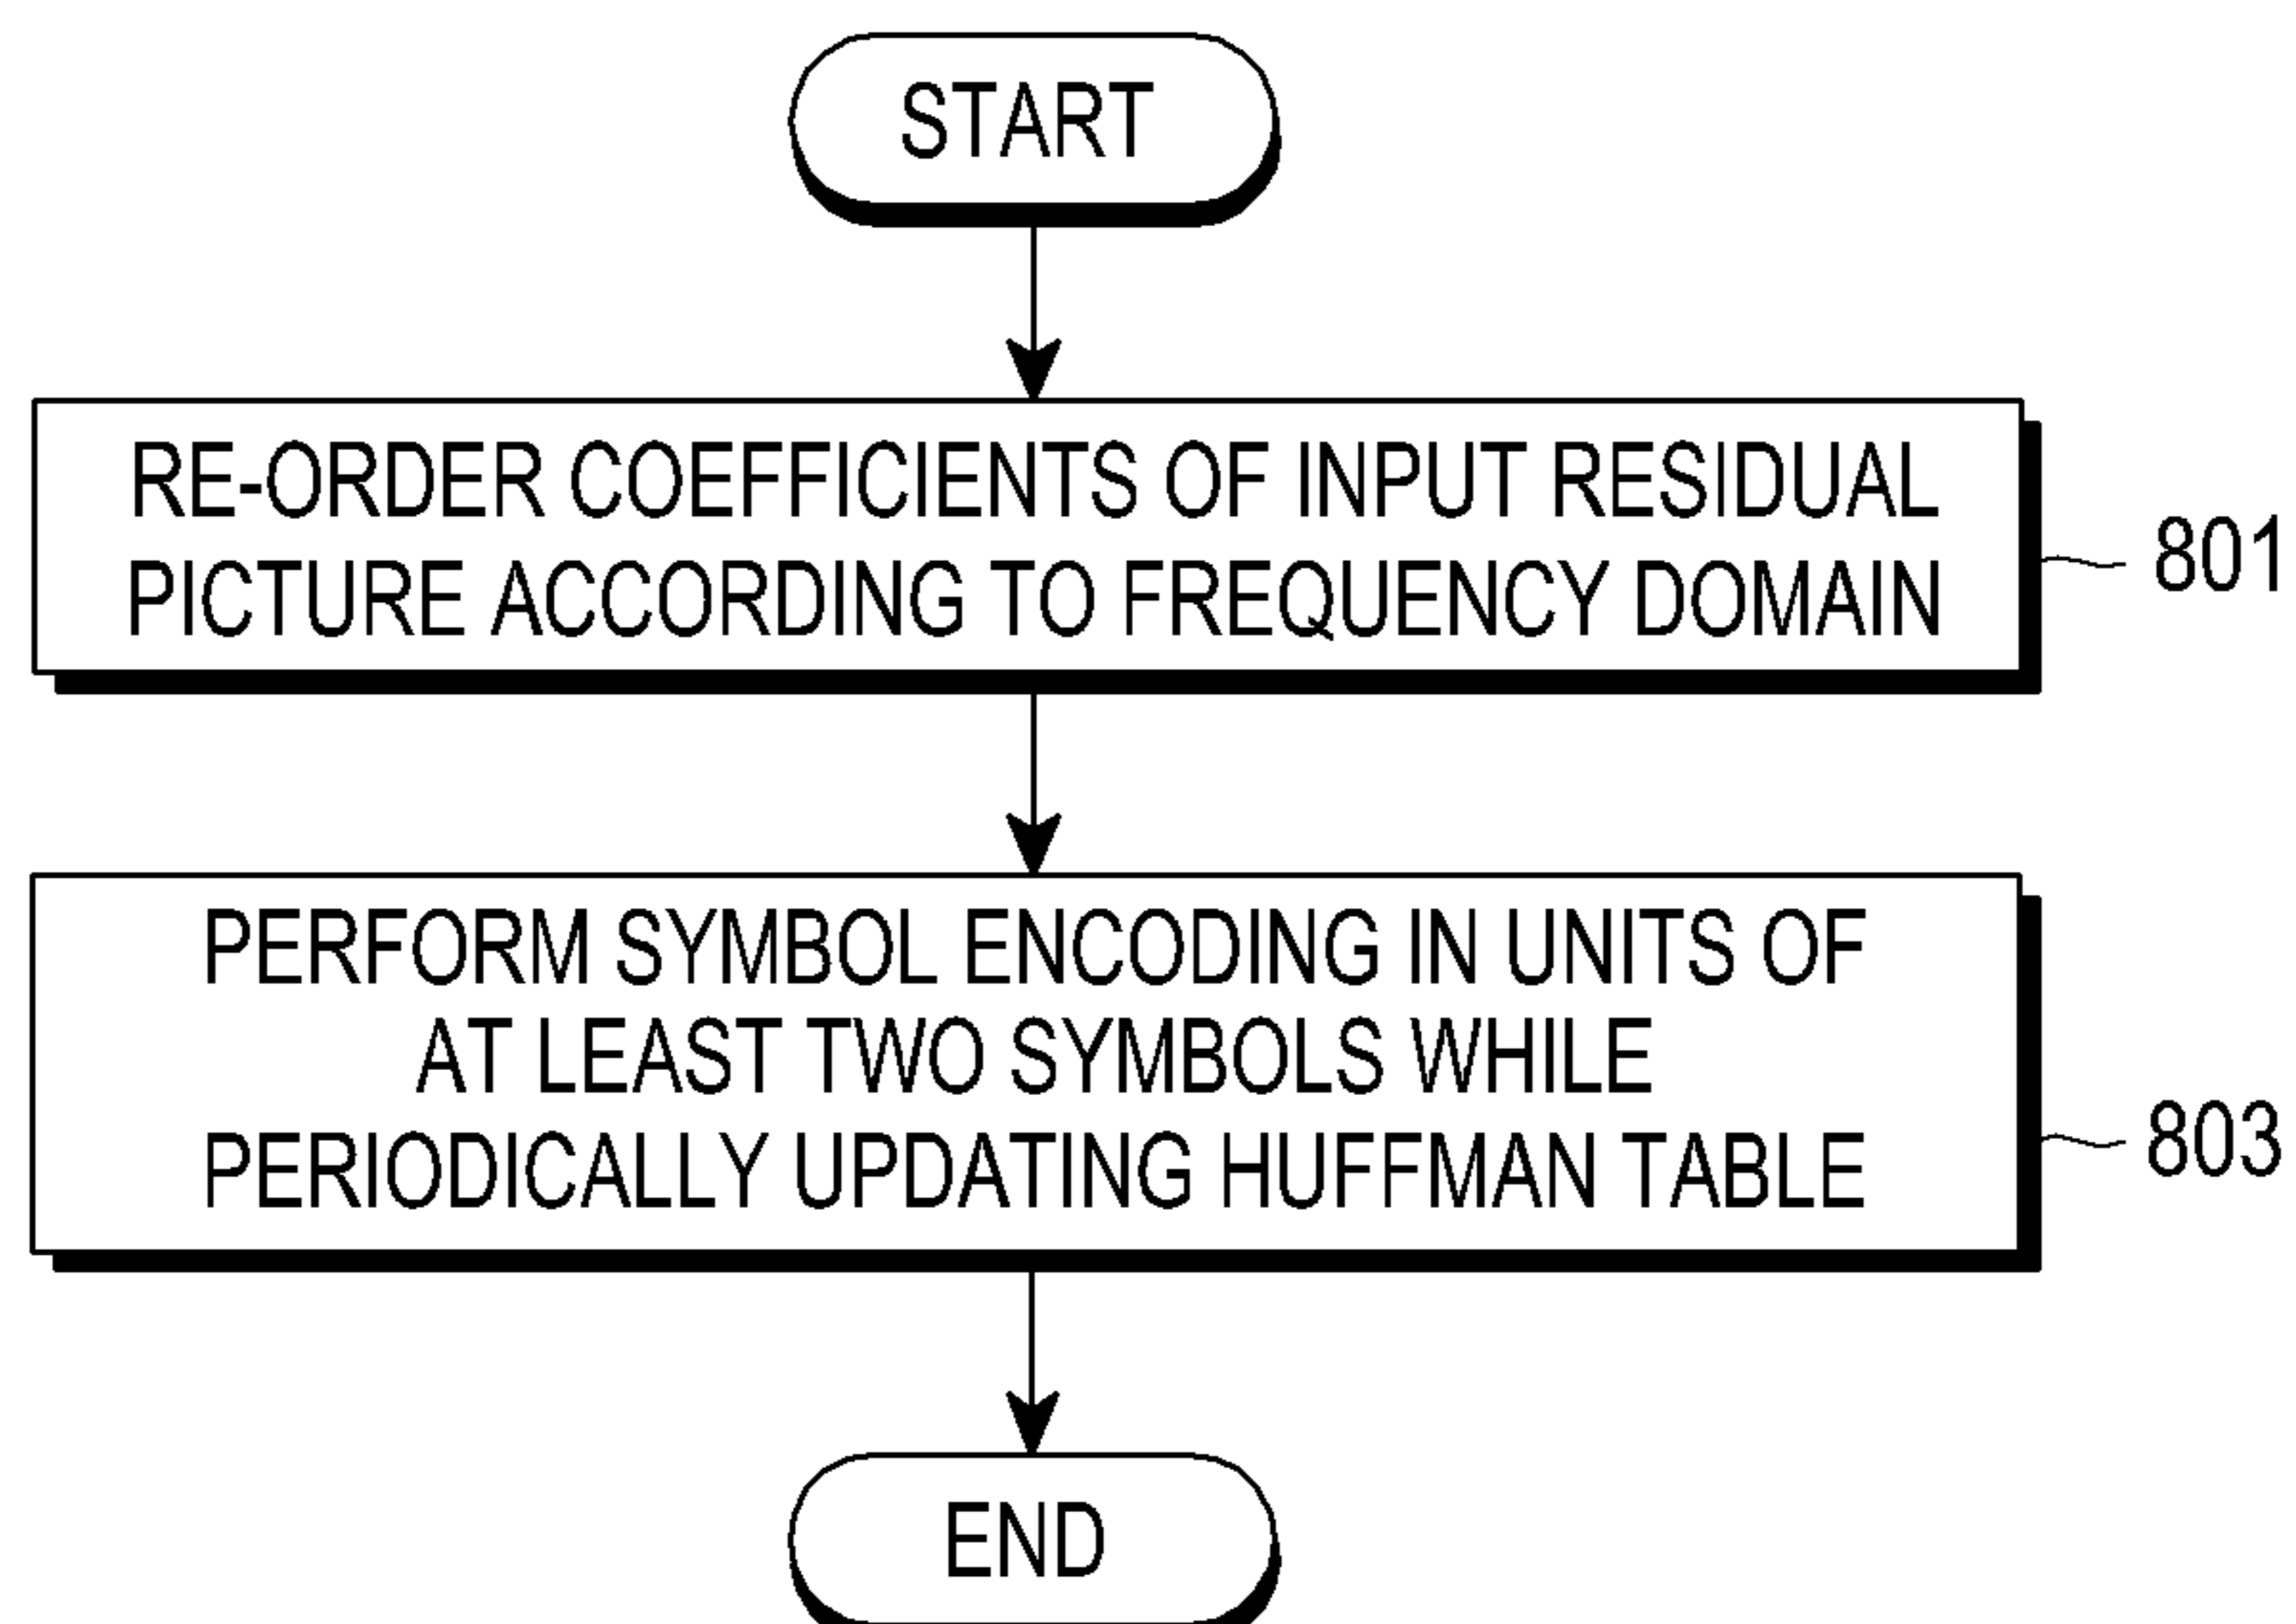 START
RE-ORDER COEFFICIENTS OF INPUT RESIDUAL
PICTURE ACCORDING TO FREQUENCY DOMAIN
801
PERFORM SYMBOL ENCODING IN UNITS OF
AT LEAST TWO SYMBOLS WHILE
PERIODICALLY UPDATING HUFFMAN TABLE
803
END